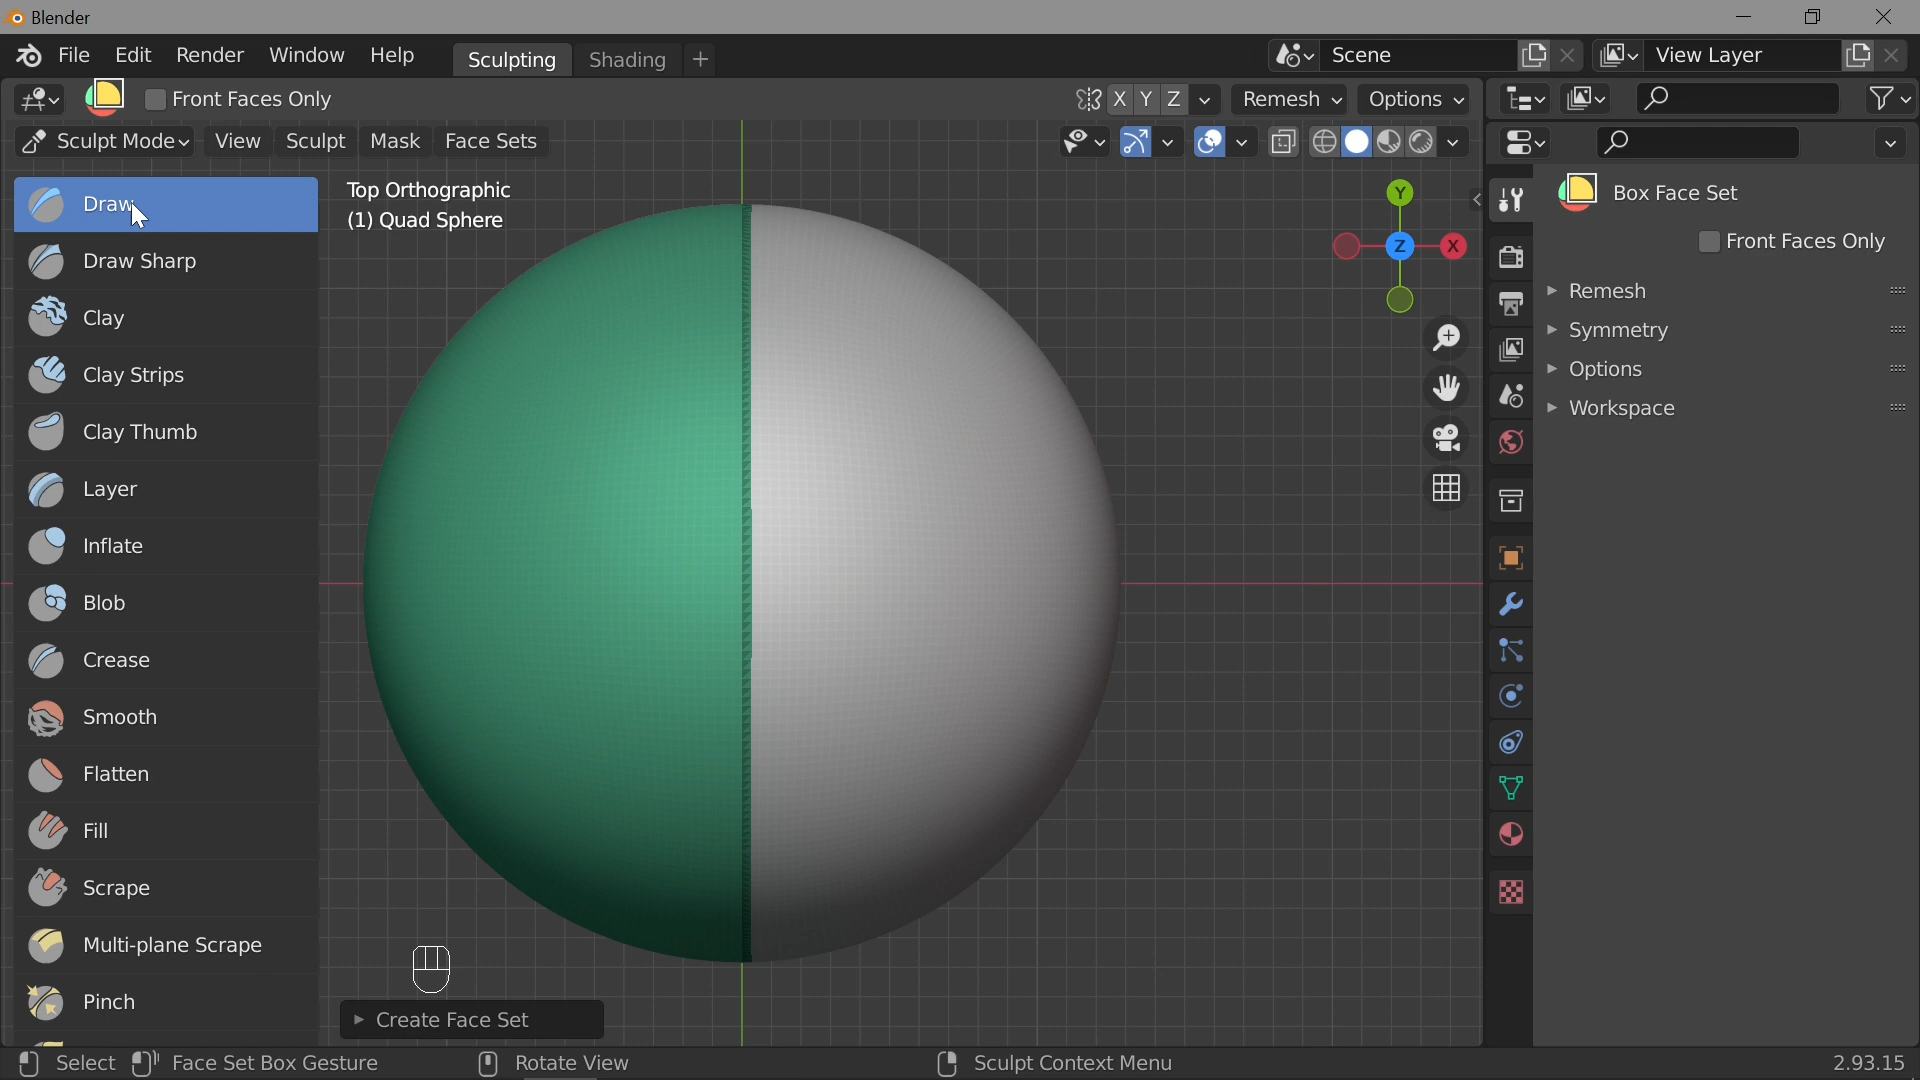 Blender
File Edit Render Window Help Sculpting Shading + Scene View Layer
Front Faces Only X Y Z Remesh Options
Sculpt Mode View Sculpt Mask Face Sets
Top Orthographic
(1) Quad Sphere
Y
Z
X
Draw
Draw Sharp
Clay
Clay Strips
Clay Thumb
Layer
Inflate
Blob
Crease
Smooth
Flatten
Fill
Scrape
Multi-plane Scrape
Pinch
Create Face Set
Box Face Set
Front Faces Only
Remesh
Symmetry
Options
Workspace
Select Face Set Box Gesture Rotate View Sculpt Context Menu 2.93.15